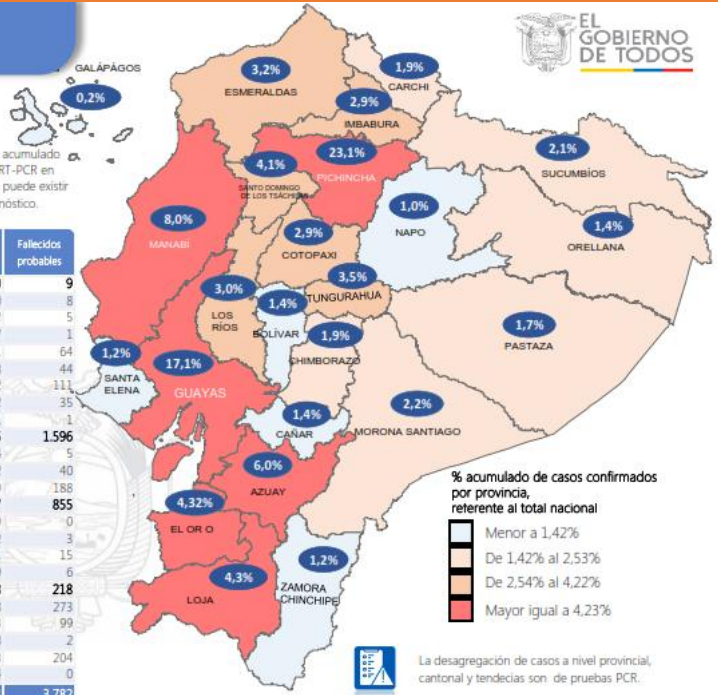 EL
GOBIERNO
DE TODOS
GALÁPAGOS
0,2%
acumulado
RT-PCR en
puede existir
nóstico.
3,2%
ESMERALDAS
1,9%
CARCHI
2,9%
IMBABURA
2,1%
SUCUMBÍOS
4,1%
SANTO DOMINGO
DE LOS TSÁCHILAS
23,1%
PICHINCHA
8,0%
MANABÍ
1,0%
NAPO
1,4%
ORELLANA
2,9%
COTOPAXI
3,5%
TUNGURAHUA
3,0%
LOS
RÍOS
1,4%
BOLÍVAR
1,9%
CHIMBORAZO
1,7%
PASTAZA
1,2%
SANTA
ELENA
17,1%
GUAYAS
1,4%
CAÑAR
2,2%
MORONA SANTIAGO
6,0%
AZUAY
4,32%
EL OR O
4,3%
LOJA
1,2%
ZAMORA
CHINCHIPE
Fallecidos
probables
9
8
5
1
64
44
111
35
1
1.596
5
40
188
855
0
3
15
6
218
273
99
2
204
0
3.782
% acumulado de casos confirmados
por provincia,
referente al total nacional
Menor a 1,42%
De 1,42% al 2,53%
De 2,54% al 4,22%
Mayor igual a 4,23%
La desagregación de casos a nivel provincial,
cantonal y tendecias son de pruebas PCR.